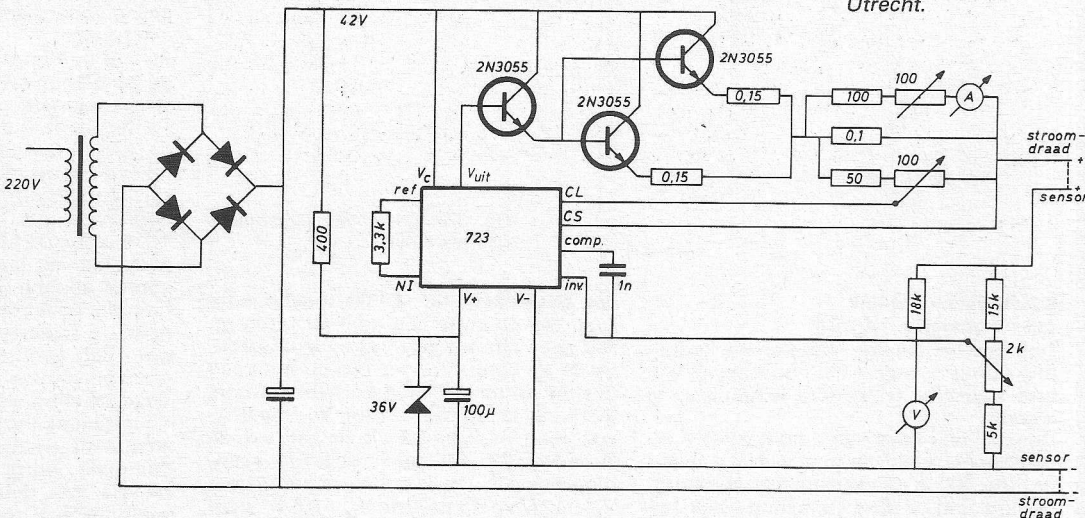 Utrecht.
42V
2N3055
2N3055
2N3055
0,15
0,15
100
100
A
0,1
100
50
stroom-
draad
+
+
sensor
220V
Vc
Vuit
ref
723
CL
CS
comp.
inv.
NI
V+
V-
400
3,3k
1n
36V
100µ
18k
15k
2k
5k
V
sensor
-
-
stroom-
draad